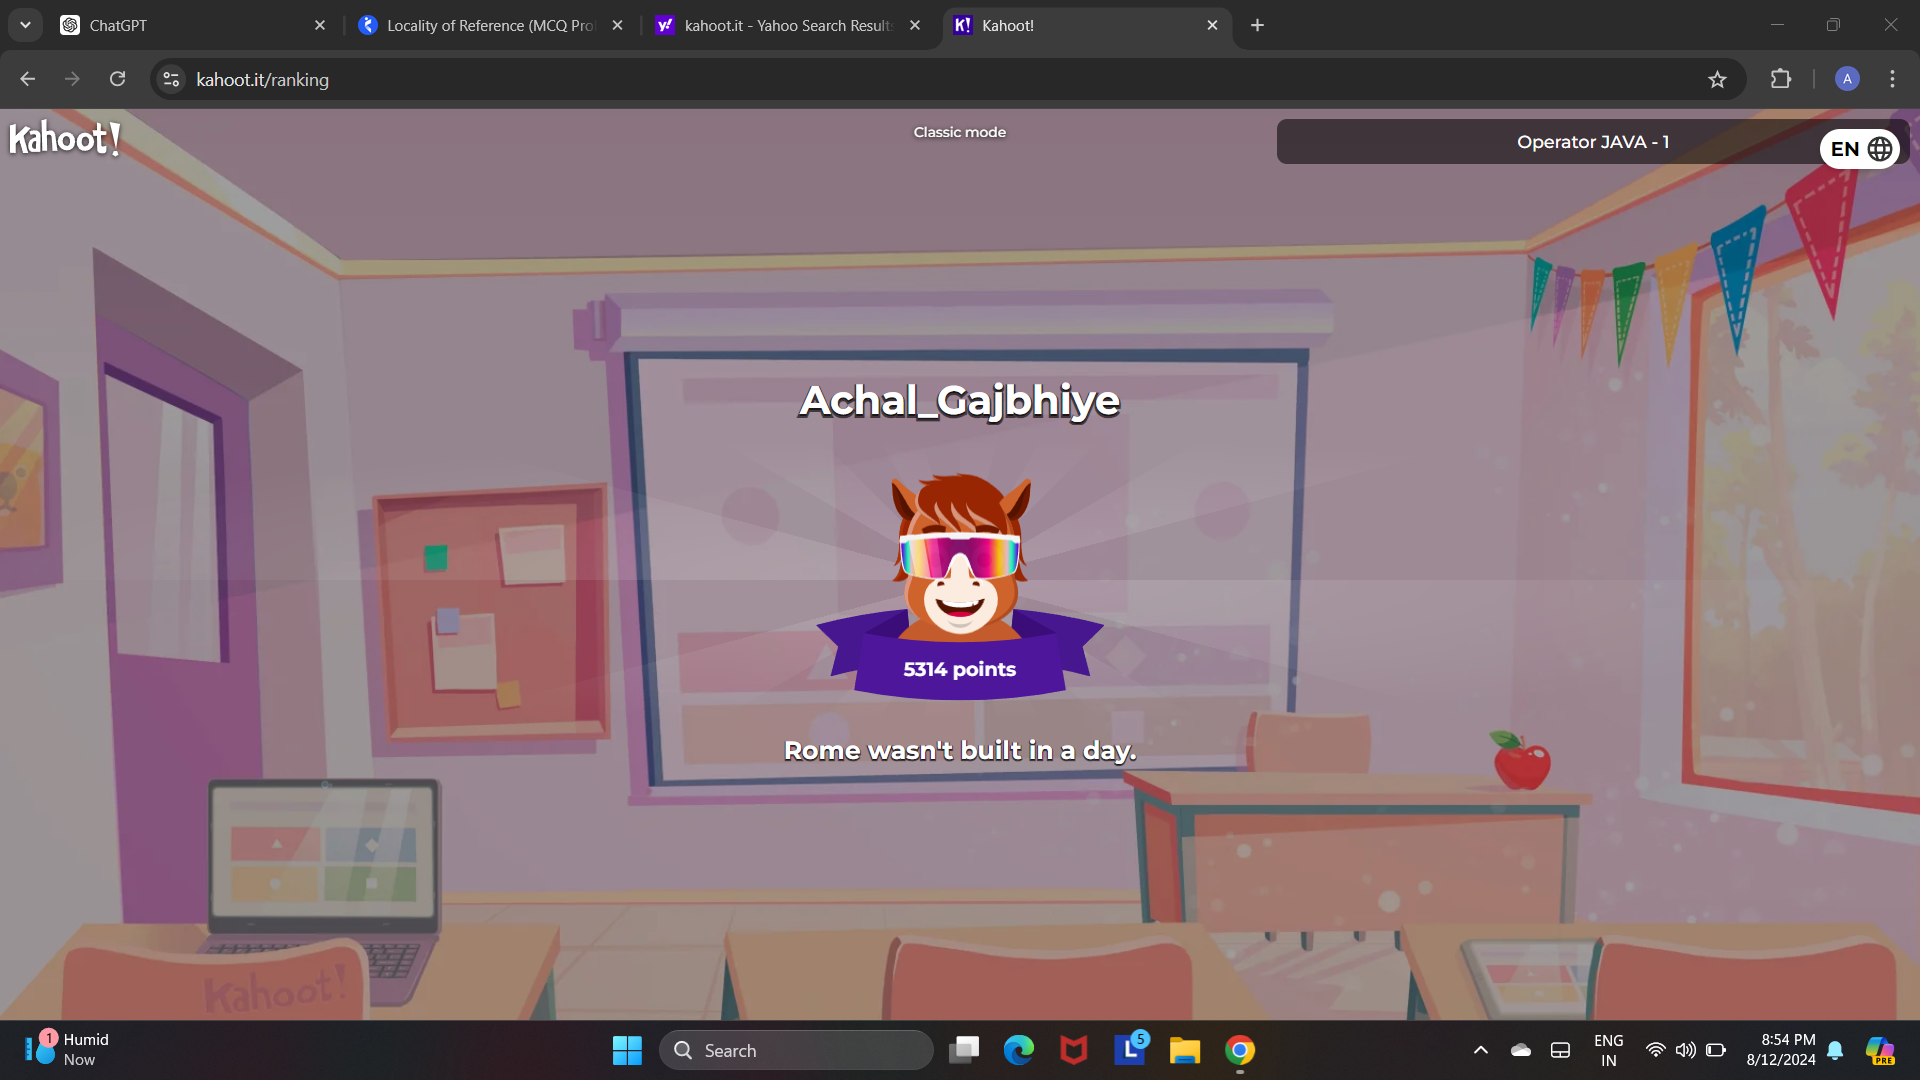 ChatGPT
Locality of Reference (MCQ Pro
kahoot.it - Yahoo Search Results
Kahoot!
kahoot.it/ranking
A
Kahoot!
Classic mode
Operator JAVA - 1
EN
Achal_Gajbhiye
5314 points
Rome wasn't built in a day.
Kahoot!
1
Humid
Now
Search
L
5
ENG
IN
8:54 PM
8/12/2024
PRE